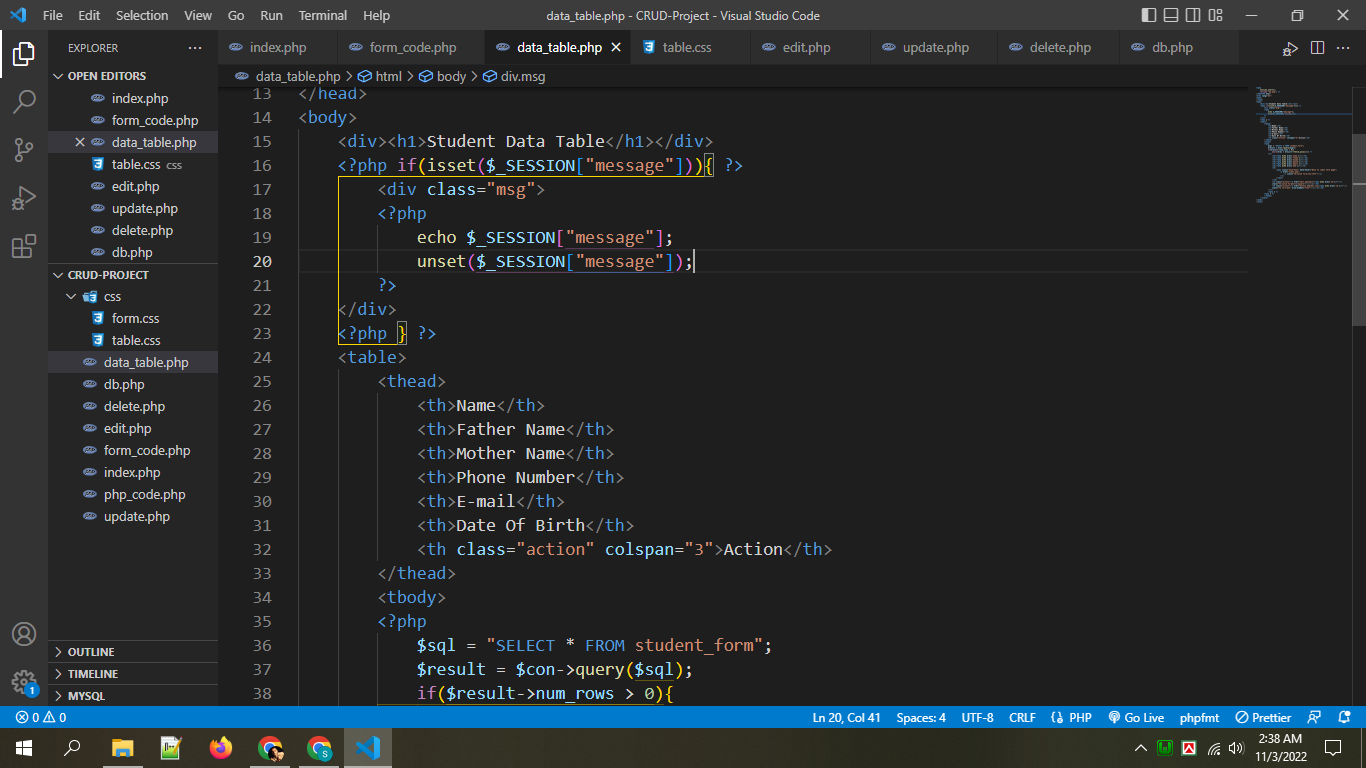 File Edit Selection View Go Run Terminal Help data_table.php - CRUD-Project - Visual Studio Code
EXPLORER ···
index.php form_code.php data_table.php table.css edit.php update.php delete.php db.php
OPEN EDITORS
index.php
form_code.php
data_table.php
table.css css
edit.php
update.php
delete.php
db.php
CRUD-PROJECT
css
form.css
table.css
data_table.php
db.php
delete.php
edit.php
form_code.php
index.php
php_code.php
update.php
OUTLINE
TIMELINE
MYSQL
data_table.php > html > body > div.msg
13 </head>
14 <body>
15 <div><h1>Student Data Table</h1></div>
16 <?php if(isset($_SESSION["message"])){ ?>
17 <div class="msg">
18 <?php
19 echo $_SESSION["message"];
20 unset($_SESSION["message"]);
21 ?>
22 </div>
23 <?php } ?>
24 <table>
25 <thead>
26 <th>Name</th>
27 <th>Father Name</th>
28 <th>Mother Name</th>
29 <th>Phone Number</th>
30 <th>E-mail</th>
31 <th>Date Of Birth</th>
32 <th class="action" colspan="3">Action</th>
33 </thead>
34 <tbody>
35 <?php
36 $sql = "SELECT * FROM student_form";
37 $result = $con->query($sql);
38 if($result->num_rows > 0){
1
0 0 Ln 20, Col 41 Spaces: 4 UTF-8 CRLF PHP Go Live phpfmt Prettier
S
2:38 AM
11/3/2022